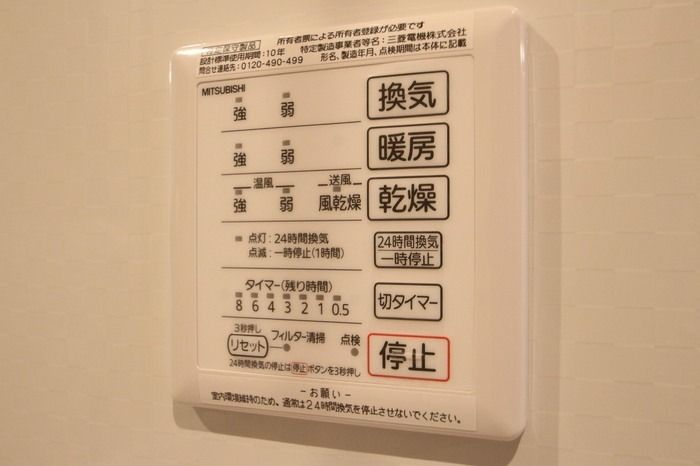 特定保守製品 所有者票による所有者登録が必要です
設計標準使用期間:10年 特定製造事業者等名:三菱電機株式会社
問合せ連絡先:0120-490-499 形名、製造年月、点検期間は本体に記載
MITSUBISHI
強 弱 換気
強 弱 暖房
温風 送風
強 弱 風乾燥 乾燥
点灯:24時間換気
点滅:一時停止(1時間)
24時間換気
一時停止
タイマー(残り時間)
8 6 4 3 2 1 0.5
切タイマー
3秒押し
リセット フィルター清掃 点検
停止
24時間換気の停止は停止ボタンを3秒押し
-お願い-
室内環境維持のため、通常は24時間換気を停止させないでください。